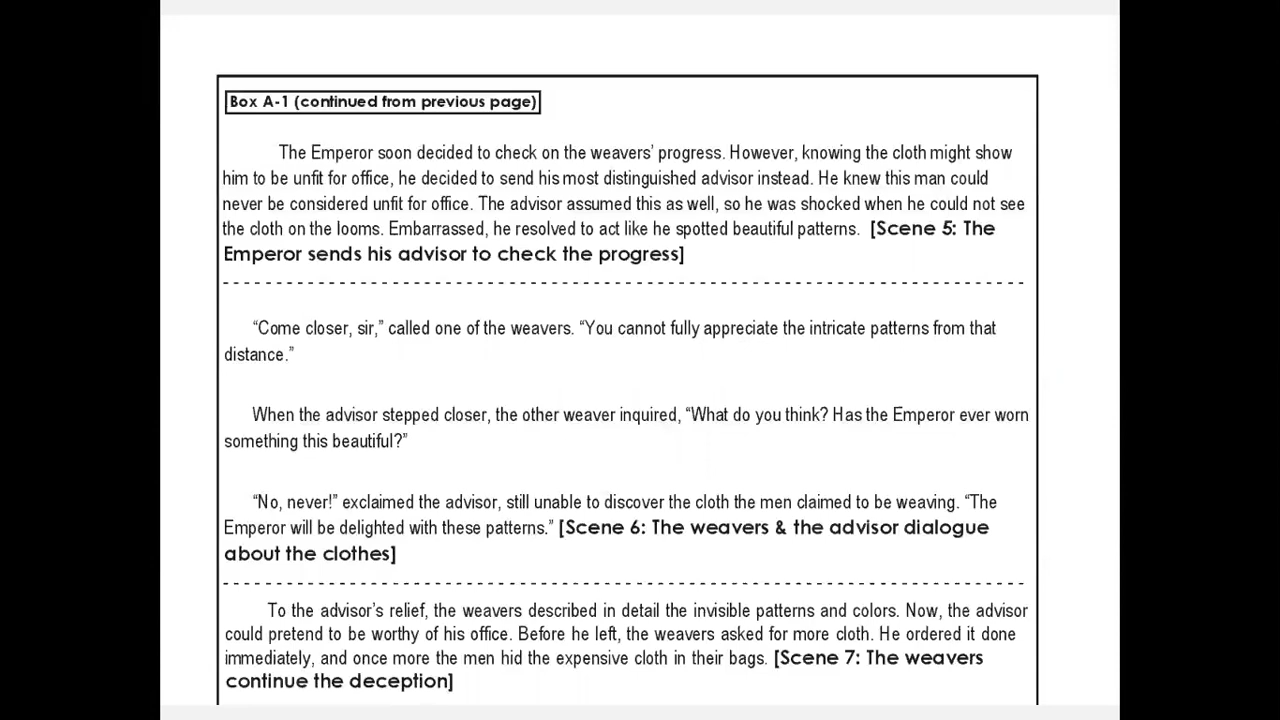 Box A-1 (continued from previous page)
The Emperor soon decided to check on the weavers’ progress. However, knowing the cloth might show
him to be unfit for office, he decided to send his most distinguished advisor instead. He knew this man could
never be considered unfit for office. The advisor assumed this as well, so he was shocked when he could not see
the cloth on the looms. Embarrassed, he resolved to act like he spotted beautiful patterns. [Scene 5: The
Emperor sends his advisor to check the progress]
“Come closer, sir,” called one of the weavers. “You cannot fully appreciate the intricate patterns from that
distance.”
When the advisor stepped closer, the other weaver inquired, “What do you think? Has the Emperor ever worn
something this beautiful?”
“No, never!” exclaimed the advisor, still unable to discover the cloth the men claimed to be weaving. “The
Emperor will be delighted with these patterns.” [Scene 6: The weavers & the advisor dialogue
about the clothes]
To the advisor’s relief, the weavers described in detail the invisible patterns and colors. Now, the advisor
could pretend to be worthy of his office. Before he left, the weavers asked for more cloth. He ordered it done
immediately, and once more the men hid the expensive cloth in their bags. [Scene 7: The weavers
continue the deception]